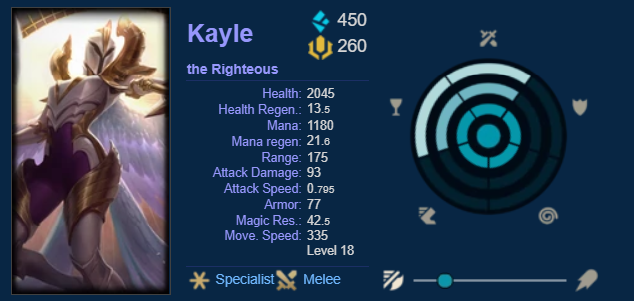 Kayle
450
260
the Righteous
Health: 2045
Health Regen.: 13.5
Mana: 1180
Mana regen: 21.6
Range: 175
Attack Damage: 93
Attack Speed: 0.795
Armor: 77
Magic Res.: 42.5
Move. Speed: 335
Level 18
Specialist Melee